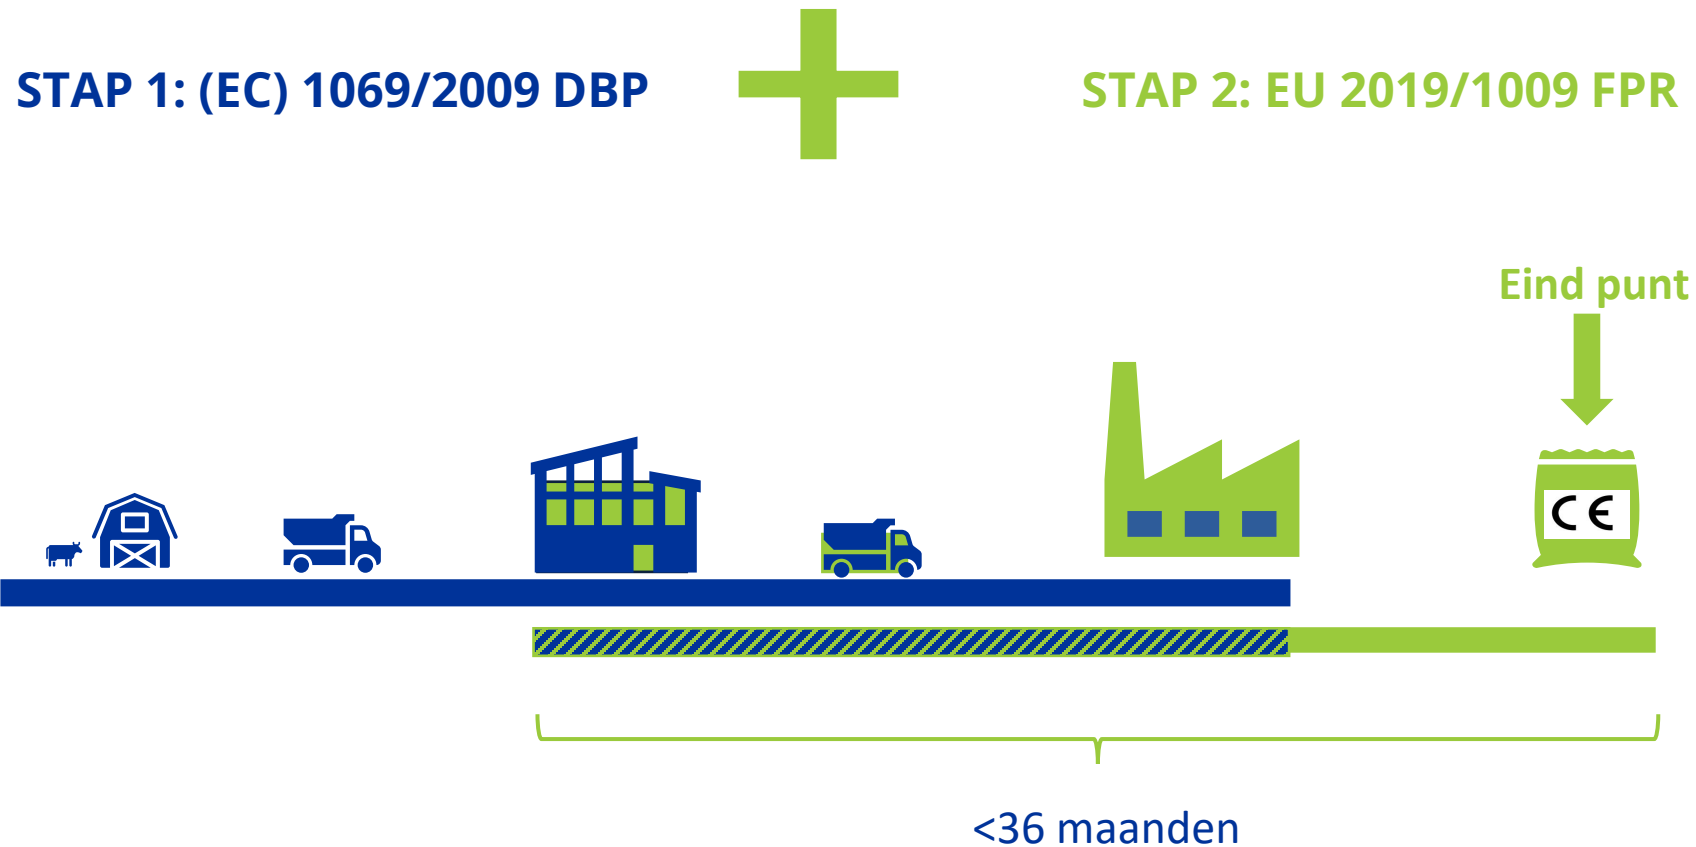 STAP 1: (EC) 1069/2009 DBP
STAP 2: EU 2019/1009 FPR
Eind punt
CE
<36 maanden